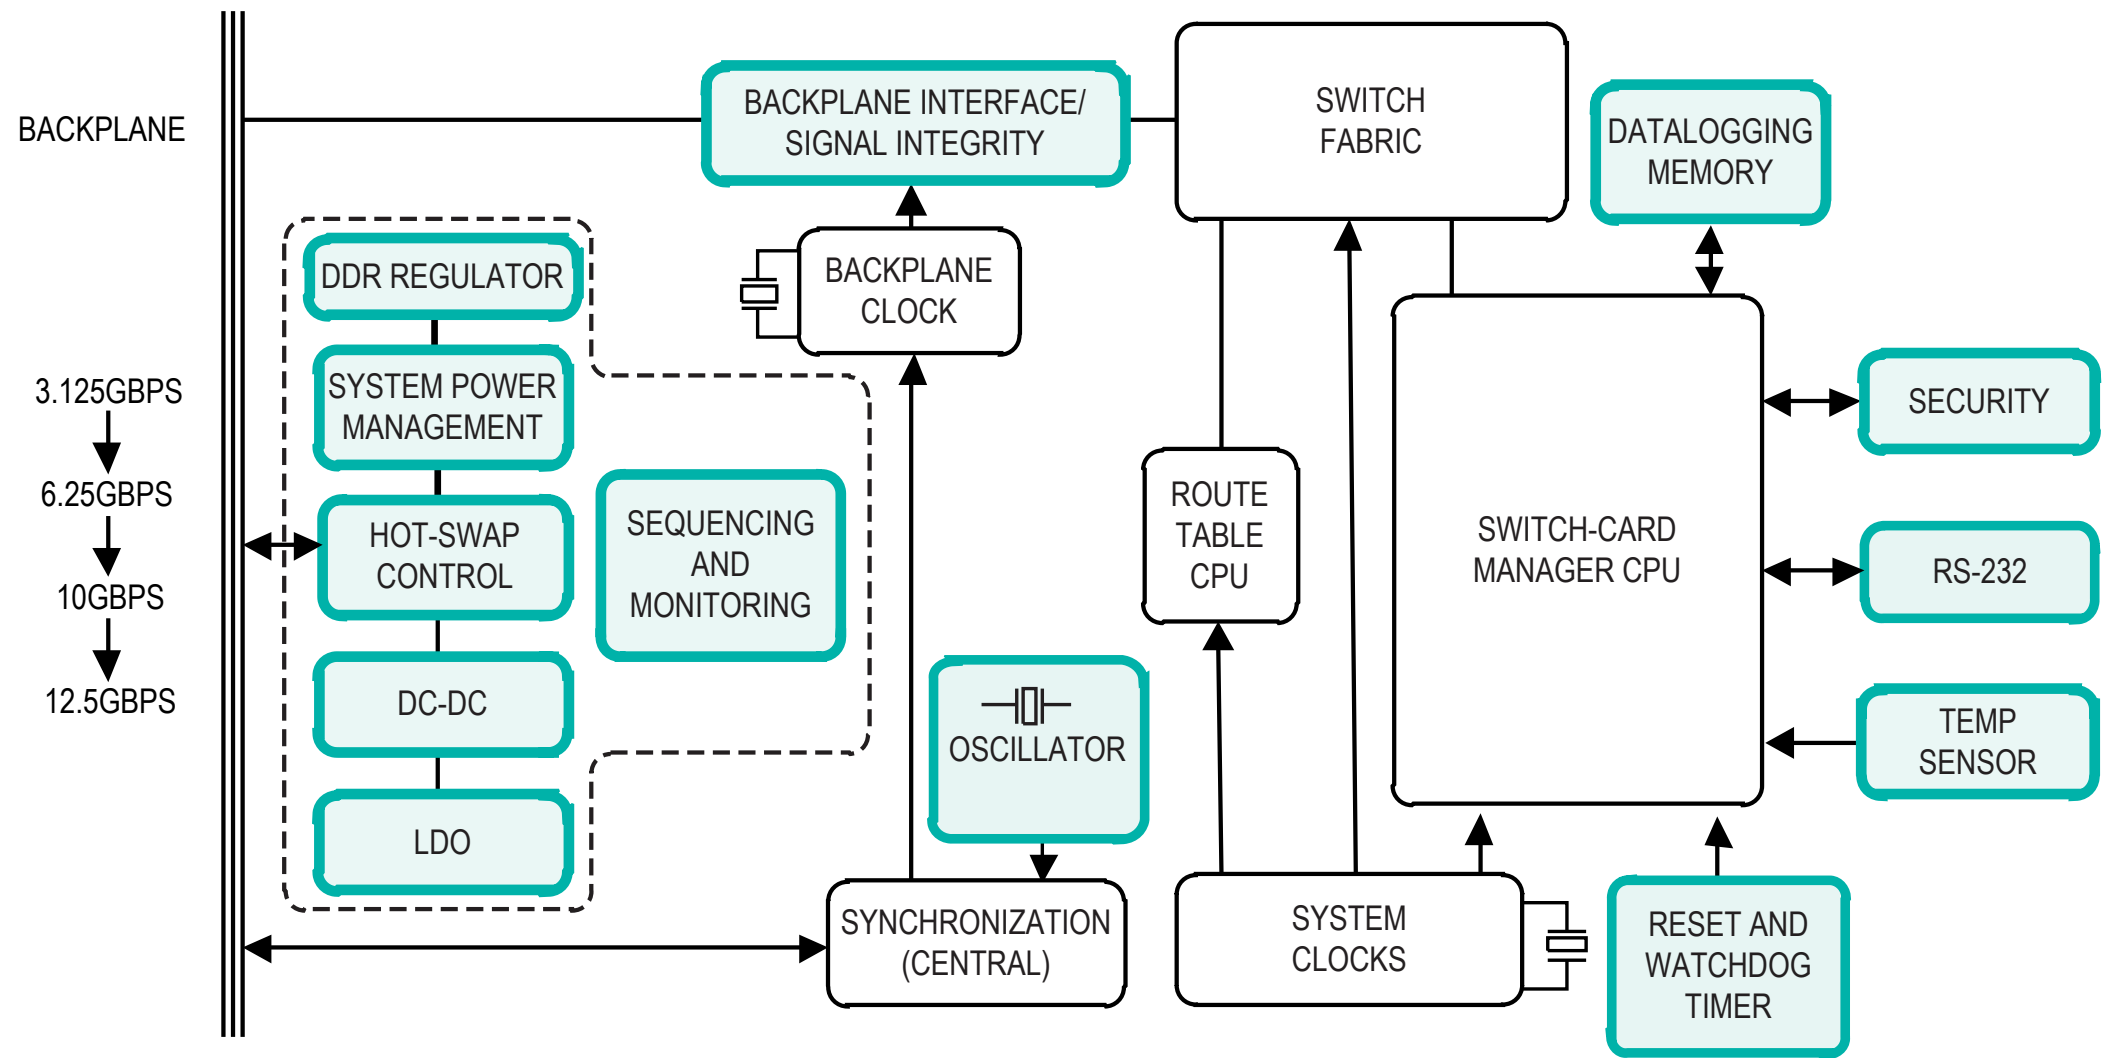 BACKPLANE
3.125GBPS
6.25GBPS
10GBPS
12.5GBPS
BACKPLANE INTERFACE/
SIGNAL INTEGRITY
SWITCH
FABRIC
DATALOGGING
MEMORY
DDR REGULATOR
SYSTEM POWER
MANAGEMENT
HOT-SWAP
CONTROL
DC-DC
LDO
SEQUENCING
AND
MONITORING
BACKPLANE
CLOCK
OSCILLATOR
SYNCHRONIZATION
(CENTRAL)
ROUTE
TABLE
CPU
SWITCH-CARD
MANAGER CPU
SECURITY
RS-232
TEMP
SENSOR
SYSTEM
CLOCKS
RESET AND
WATCHDOG
TIMER